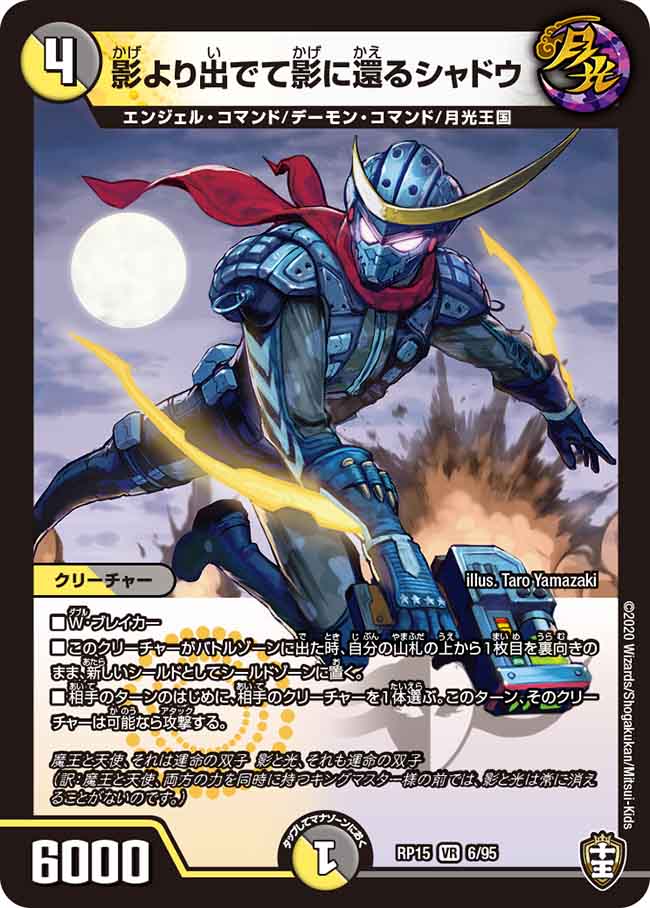 4
影より出でて影に還るシャドウ
月光
エンジェル・コマンド/デーモン・コマンド/月光王国
クリーチャー
illus. Taro Yamazaki
■W・ブレイカー
■このクリーチャーがバトルゾーンに出た時、自分の山札の上から1枚目を裏向きの
まま、新しいシールドとしてシールドゾーンに置く。
■相手のターンのはじめに、相手のクリーチャーを1体選ぶ。このターン、そのクリー
チャーは可能なら攻撃する。
魔王と天使、それは運命の双子 影と光、それも運命の双子
(訳:魔王と天使、両方の力を同時に持つキングマスター様の前では、影と光は常に消え
ることがないのです。)
©2020 Wizards/Shogakukan/Mitsui-Kids
6000
タップしてマナゾーンにおく
1
RP15 VR 6/95
十王